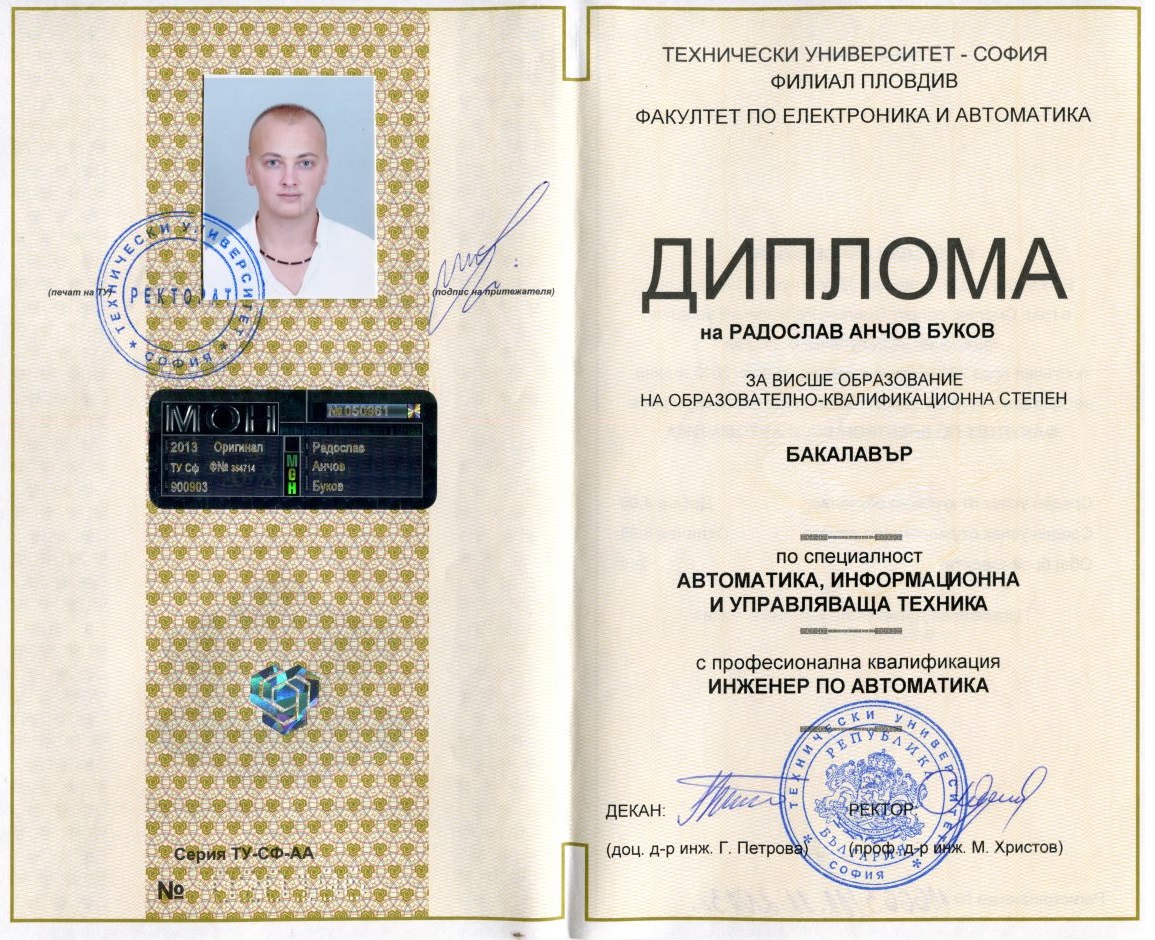 ТЕХНИЧЕСКИ УНИВЕРСИТЕТ
РЕКТОРАТ
СОФИЯ
(печат на ТУ)
(подпис на притежателя)
МОН
№050961
2013 Оригинал
ТУ Сф ФN: 354714
900903
МОН
Радослав
Анчов
Буков
Серия ТУ-СФ-АА
№
ТЕХНИЧЕСКИ УНИВЕРСИТЕТ - СОФИЯ
ФИЛИАЛ ПЛОВДИВ
ФАКУЛТЕТ ПО ЕЛЕКТРОНИКА И АВТОМАТИКА
ДИПЛОМА
на РАДОСЛАВ АНЧОВ БУКОВ
ЗА ВИСШЕ ОБРАЗОВАНИЕ
НА ОБРАЗОВАТЕЛНО-КВАЛИФИКАЦИОННА СТЕПЕН
БАКАЛАВЪР
по специалност
АВТОМАТИКА, ИНФОРМАЦИОННА
И УПРАВЛЯВАЩА ТЕХНИКА
с професионална квалификация
ИНЖЕНЕР ПО АВТОМАТИКА
ТЕХНИЧЕСКИ УНИВЕРСИТЕТ
РЕПУБЛИКА
БЪЛГАРИЯ
СОФИЯ
ДЕКАН:
РЕКТОР:
(доц. д-р инж. Г. Петрова)
(проф. д-р инж. М. Христов)